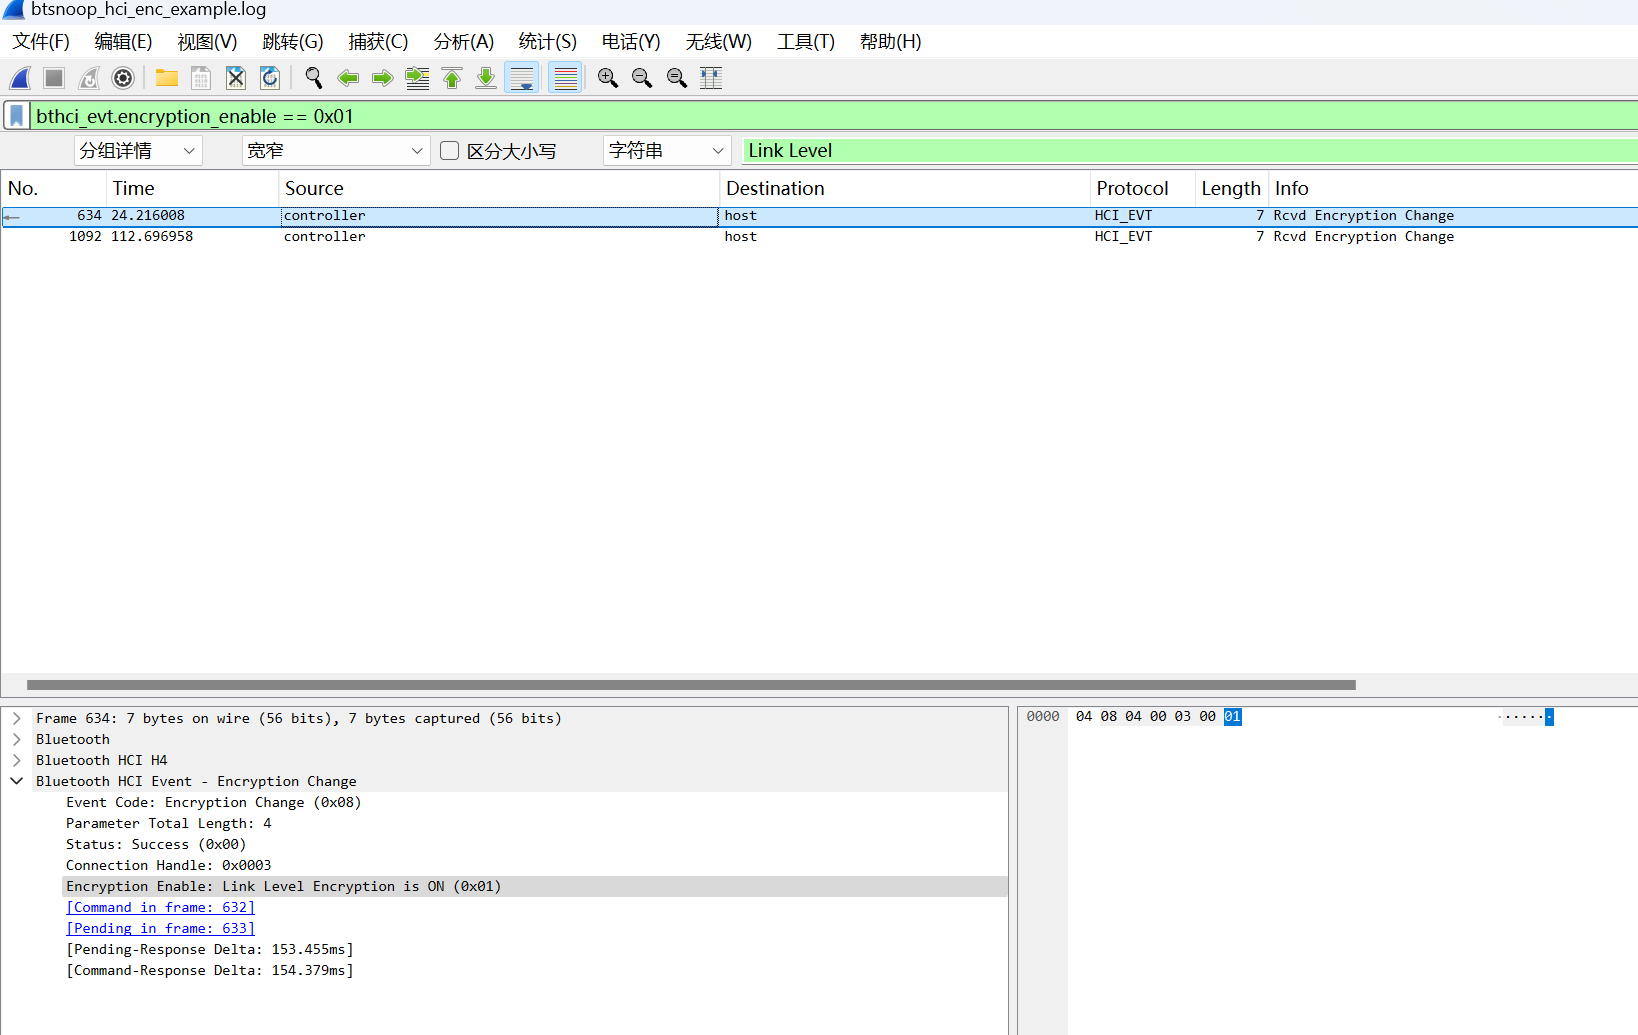 btsnoop_hci_enc_example.log
文件(F) 编辑(E) 视图(V) 跳转(G) 捕获(C) 分析(A) 统计(S) 电话(Y) 无线(W) 工具(T) 帮助(H)
bthci_evt.encryption_enable == 0x01
分组详情 宽窄 区分大小写 字符串 Link Level
No. Time Source Destination Protocol Length Info
634 24.216008 controller host HCI_EVT 7 Rcvd Encryption Change
1092 112.696958 controller host HCI_EVT 7 Rcvd Encryption Change
Frame 634: 7 bytes on wire (56 bits), 7 bytes captured (56 bits)
Bluetooth
Bluetooth HCI H4
Bluetooth HCI Event - Encryption Change
Event Code: Encryption Change (0x08)
Parameter Total Length: 4
Status: Success (0x00)
Connection Handle: 0x0003
Encryption Enable: Link Level Encryption is ON (0x01)
[Command in frame: 632]
[Pending in frame: 633]
[Pending-Response Delta: 153.455ms]
[Command-Response Delta: 154.379ms]
0000 04 08 04 00 03 00 01 ·······